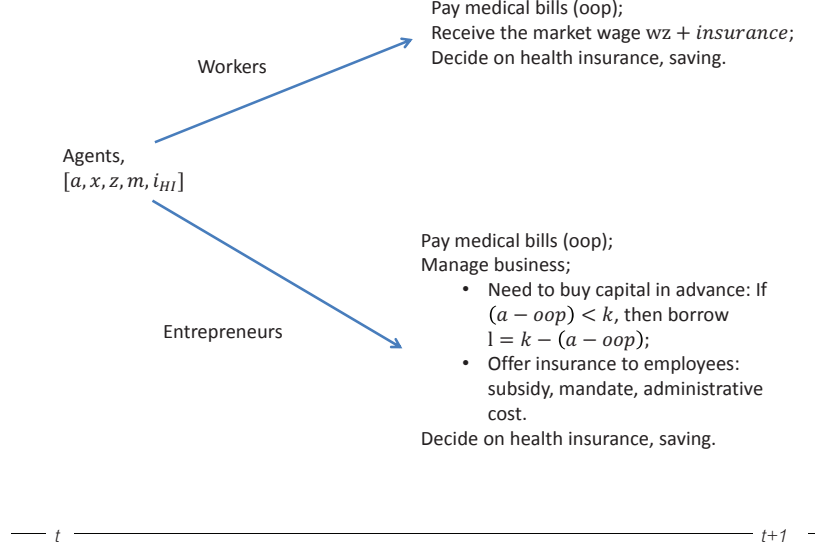 Pay medical bills (oop);
Receive the market wage wz + insurance;
Decide on health insurance, saving.
Workers
Agents,
[a, x, z, m, i_{HI}]
Pay medical bills (oop);
Manage business;
• Need to buy capital in advance: If
(a − oop) < k, then borrow
l = k − (a − oop);
• Offer insurance to employees:
subsidy, mandate, administrative
cost.
Entrepreneurs
Decide on health insurance, saving.
t
t+1